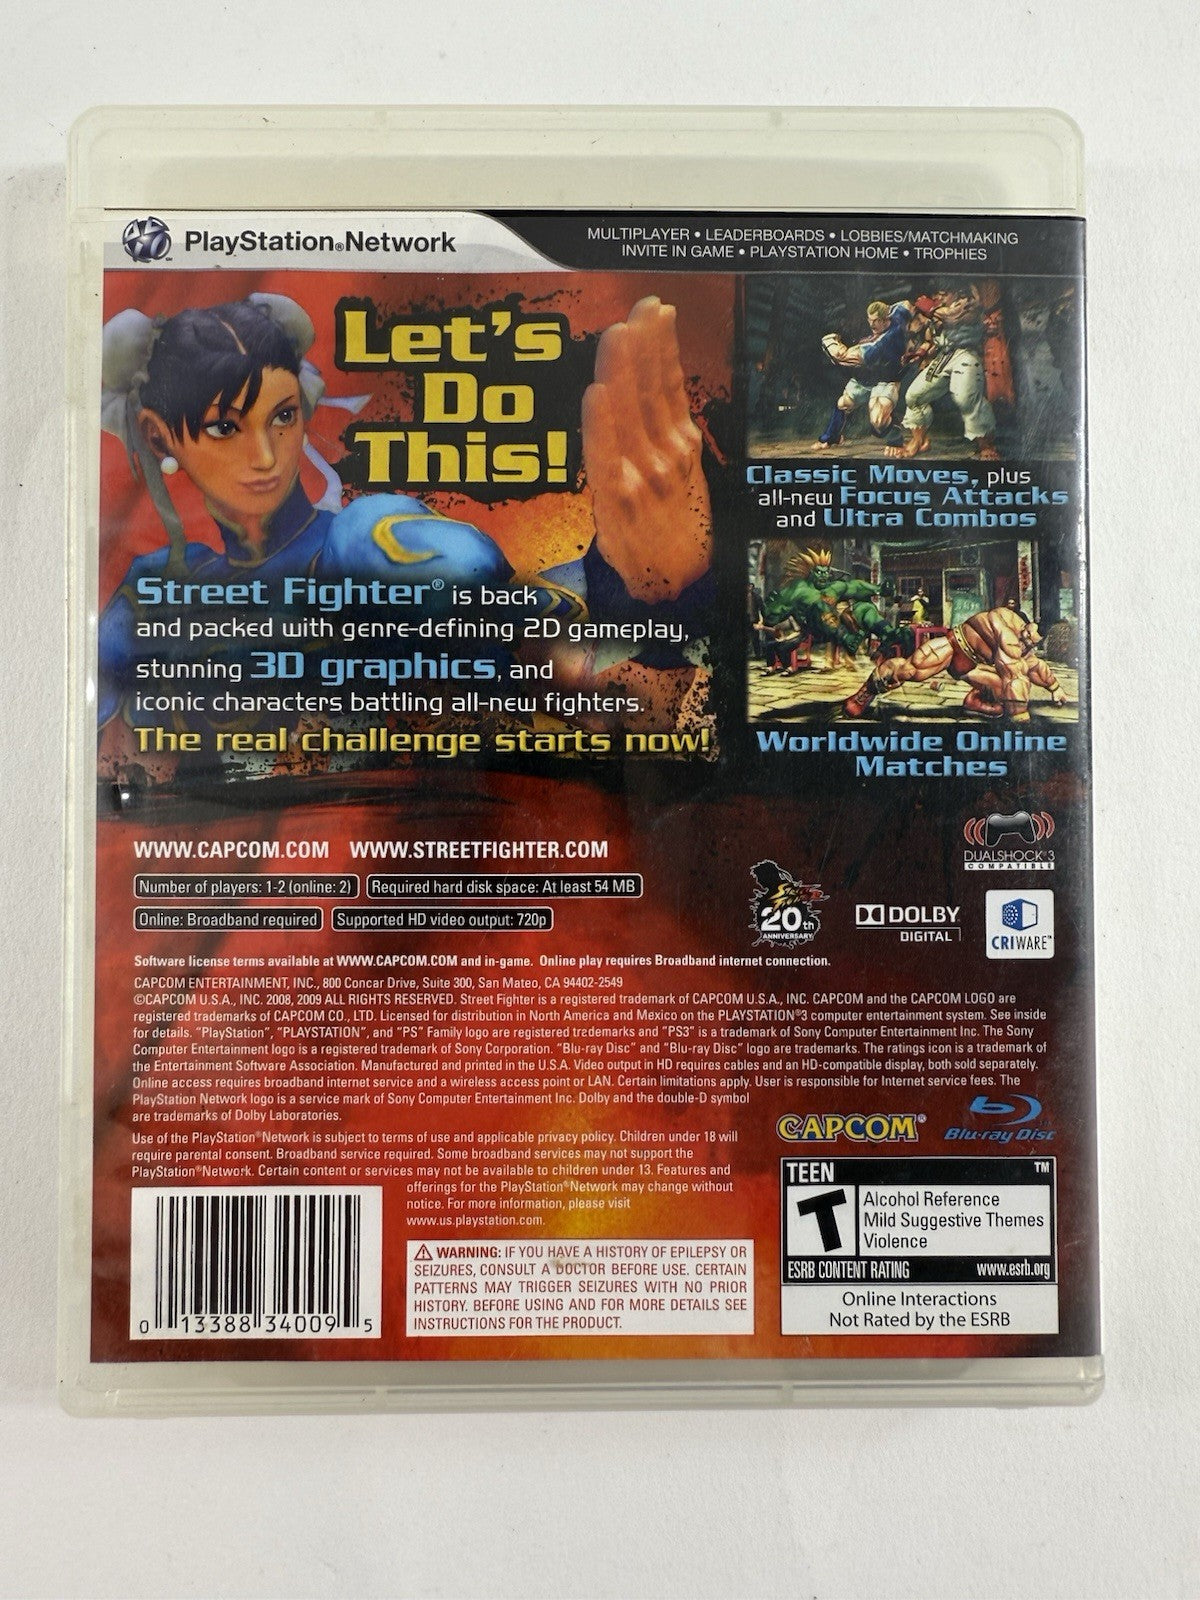 PlayStation®Network
MULTIPLAYER • LEADERBOARDS • LOBBIES/MATCHMAKING
INVITE IN GAME • PLAYSTATION HOME • TROPHIES
Let's
Do
This!
Classic Moves, plus
all-new Focus Attacks
and Ultra Combos
Street Fighter® is back
and packed with genre-defining 2D gameplay,
stunning 3D graphics, and
iconic characters battling all-new fighters.
The real challenge starts now!
Worldwide Online
Matches
WWW.CAPCOM.COM WWW.STREETFIGHTER.COM
DUALSHOCK®3
COMPATIBLE
Number of players: 1-2 (online: 2)
Required hard disk space: At least 54 MB
Online: Broadband required
Supported HD video output: 720p
20th
ANNIVERSARY
DOLBY
DIGITAL
CRIWARE™
Software license terms available at WWW.CAPCOM.COM and in-game. Online play requires Broadband internet connection.
CAPCOM ENTERTAINMENT, INC., 800 Concar Drive, Suite 300, San Mateo, CA 94402-2549
©CAPCOM U.S.A., INC. 2008, 2009 ALL RIGHTS RESERVED. Street Fighter is a registered trademark of CAPCOM U.S.A., INC. CAPCOM and the CAPCOM LOGO are
registered trademarks of CAPCOM CO., LTD. Licensed for distribution in North America and Mexico on the PLAYSTATION®3 computer entertainment system. See inside
for details. "PlayStation", "PLAYSTATION", and "PS" Family logo are registered trademarks and "PS3" is a trademark of Sony Computer Entertainment Inc. The Sony
Computer Entertainment logo is a registered trademark of Sony Corporation. "Blu-ray Disc" and "Blu-ray Disc" logo are trademarks. The ratings icon is a trademark of
the Entertainment Software Association. Manufactured and printed in the U.S.A. Video output in HD requires cables and an HD-compatible display, both sold separately.
Online access requires broadband internet service and a wireless access point or LAN. Certain limitations apply. User is responsible for Internet service fees. The
PlayStation Network logo is a service mark of Sony Computer Entertainment Inc. Dolby and the double-D symbol
are trademarks of Dolby Laboratories.
Use of the PlayStation®Network is subject to terms of use and applicable privacy policy. Children under 18 will
require parental consent. Broadband service required. Some broadband services may not support the
PlayStation®Network. Certain content or services may not be available to children under 13. Features and
offerings for the PlayStation®Network may change without
notice. For more information, please visit
www.us.playstation.com.
CAPCOM®
Blu-ray Disc
0 13388 34009 5
WARNING: IF YOU HAVE A HISTORY OF EPILEPSY OR
SEIZURES, CONSULT A DOCTOR BEFORE USE. CERTAIN
PATTERNS MAY TRIGGER SEIZURES WITH NO PRIOR
HISTORY. BEFORE USING AND FOR MORE DETAILS SEE
INSTRUCTIONS FOR THE PRODUCT.
TEEN ™
T
Alcohol Reference
Mild Suggestive Themes
Violence
ESRB CONTENT RATING www.esrb.org
Online Interactions
Not Rated by the ESRB